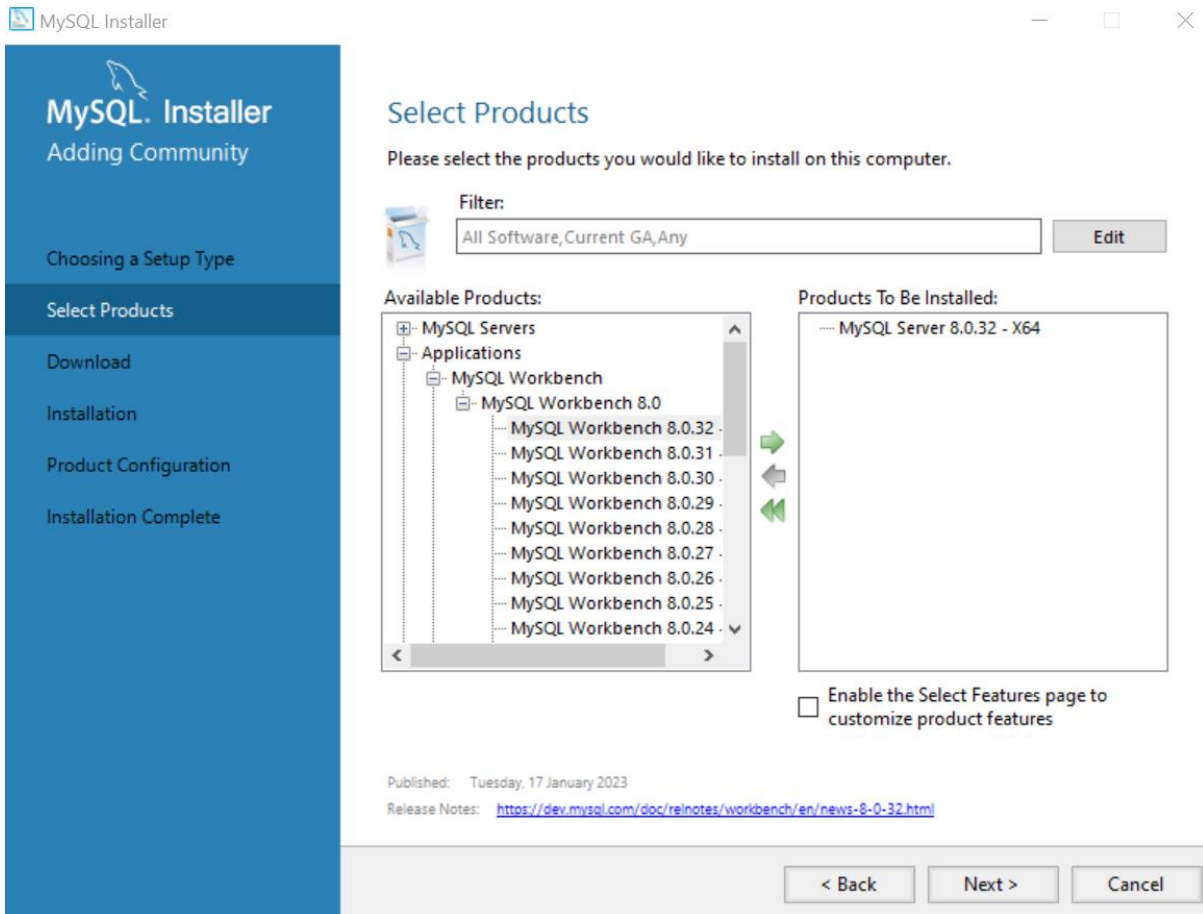 MySQL Installer
MySQL. Installer
Adding Community
Choosing a Setup Type
Select Products
Download
Installation
Product Configuration
Installation Complete
Select Products
Please select the products you would like to install on this computer.
Filter:
All Software,Current GA,Any
Edit
Available Products:
MySQL Servers
Applications
MySQL Workbench
MySQL Workbench 8.0
MySQL Workbench 8.0.32 -
MySQL Workbench 8.0.31 -
MySQL Workbench 8.0.30 -
MySQL Workbench 8.0.29 -
MySQL Workbench 8.0.28 -
MySQL Workbench 8.0.27 -
MySQL Workbench 8.0.26 -
MySQL Workbench 8.0.25 -
MySQL Workbench 8.0.24 -
Products To Be Installed:
MySQL Server 8.0.32 - X64
Enable the Select Features page to
customize product features
Published: Tuesday, 17 January 2023
Release Notes: https://dev.mysql.com/doc/relnotes/workbench/en/news-8-0-32.html
< Back
Next >
Cancel